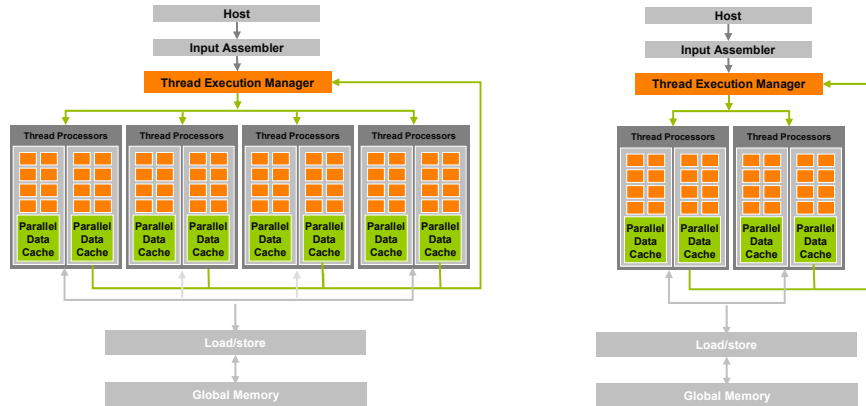 Host
Input Assembler
Thread Execution Manager
Thread Processors
Thread Processors
Thread Processors
Thread Processors
Parallel
Data
Cache
Parallel
Data
Cache
Parallel
Data
Cache
Parallel
Data
Cache
Parallel
Data
Cache
Parallel
Data
Cache
Parallel
Data
Cache
Parallel
Data
Cache
Load/store
Global Memory
Host
Input Assembler
Thread Execution Manager
Thread Processors
Thread Processors
Parallel
Data
Cache
Parallel
Data
Cache
Parallel
Data
Cache
Parallel
Data
Cache
Load/store
Global Memory